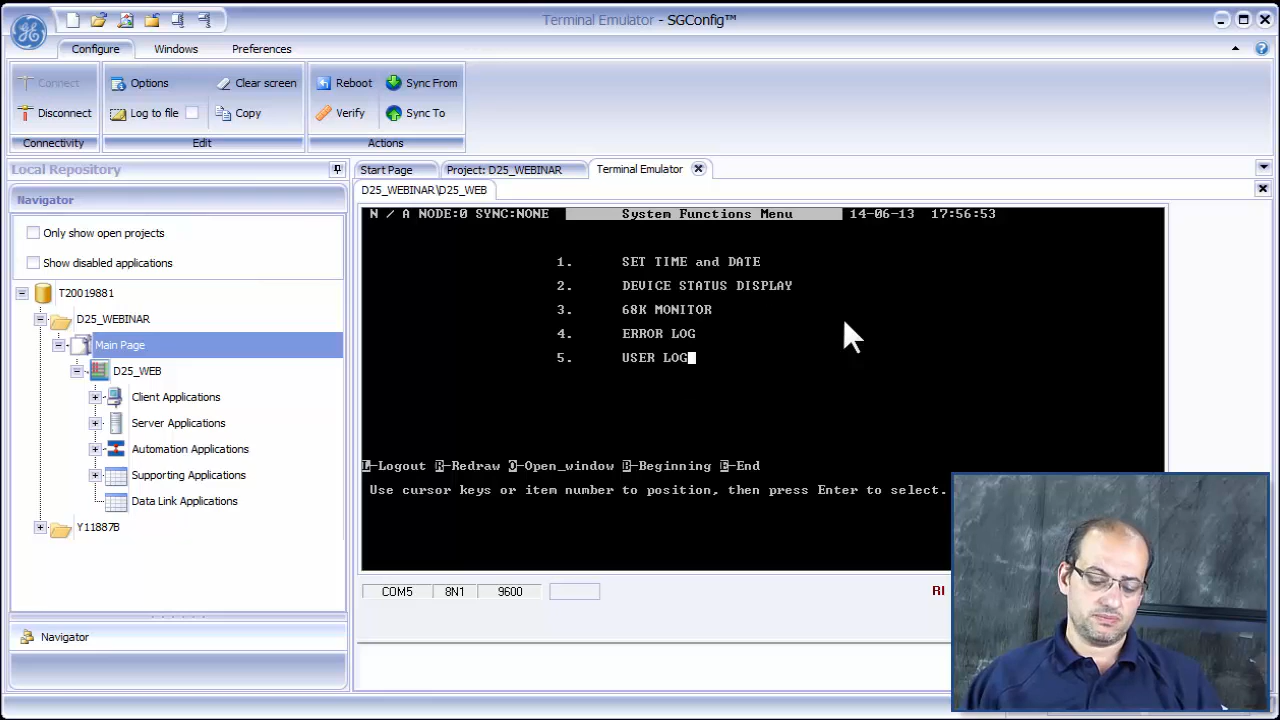 Terminal Emulator - SGConfig™
Configure Windows Preferences
Connect Options Clear screen Reboot Sync From
Disconnect Log to file Copy Verify Sync To
Connectivity Edit Actions
Local Repository
Navigator
Only show open projects
Show disabled applications
T20019881
D25_WEBINAR
Main Page
D25_WEB
Client Applications
Server Applications
Automation Applications
Supporting Applications
Data Link Applications
Y11887B
Navigator
Start Page Project: D25_WEBINAR Terminal Emulator
D25_WEBINAR\D25_WEB
N / A NODE:0 SYNC:NONE System Functions Menu 14-06-13 17:56:53
1. SET TIME and DATE
2. DEVICE STATUS DISPLAY
3. 68K MONITOR
4. ERROR LOG
5. USER LOG
L-Logout R-Redraw O-Open_window B-Beginning E-End
Use cursor keys or item number to position, then press Enter to select.
COM5 8N1 9600 RI